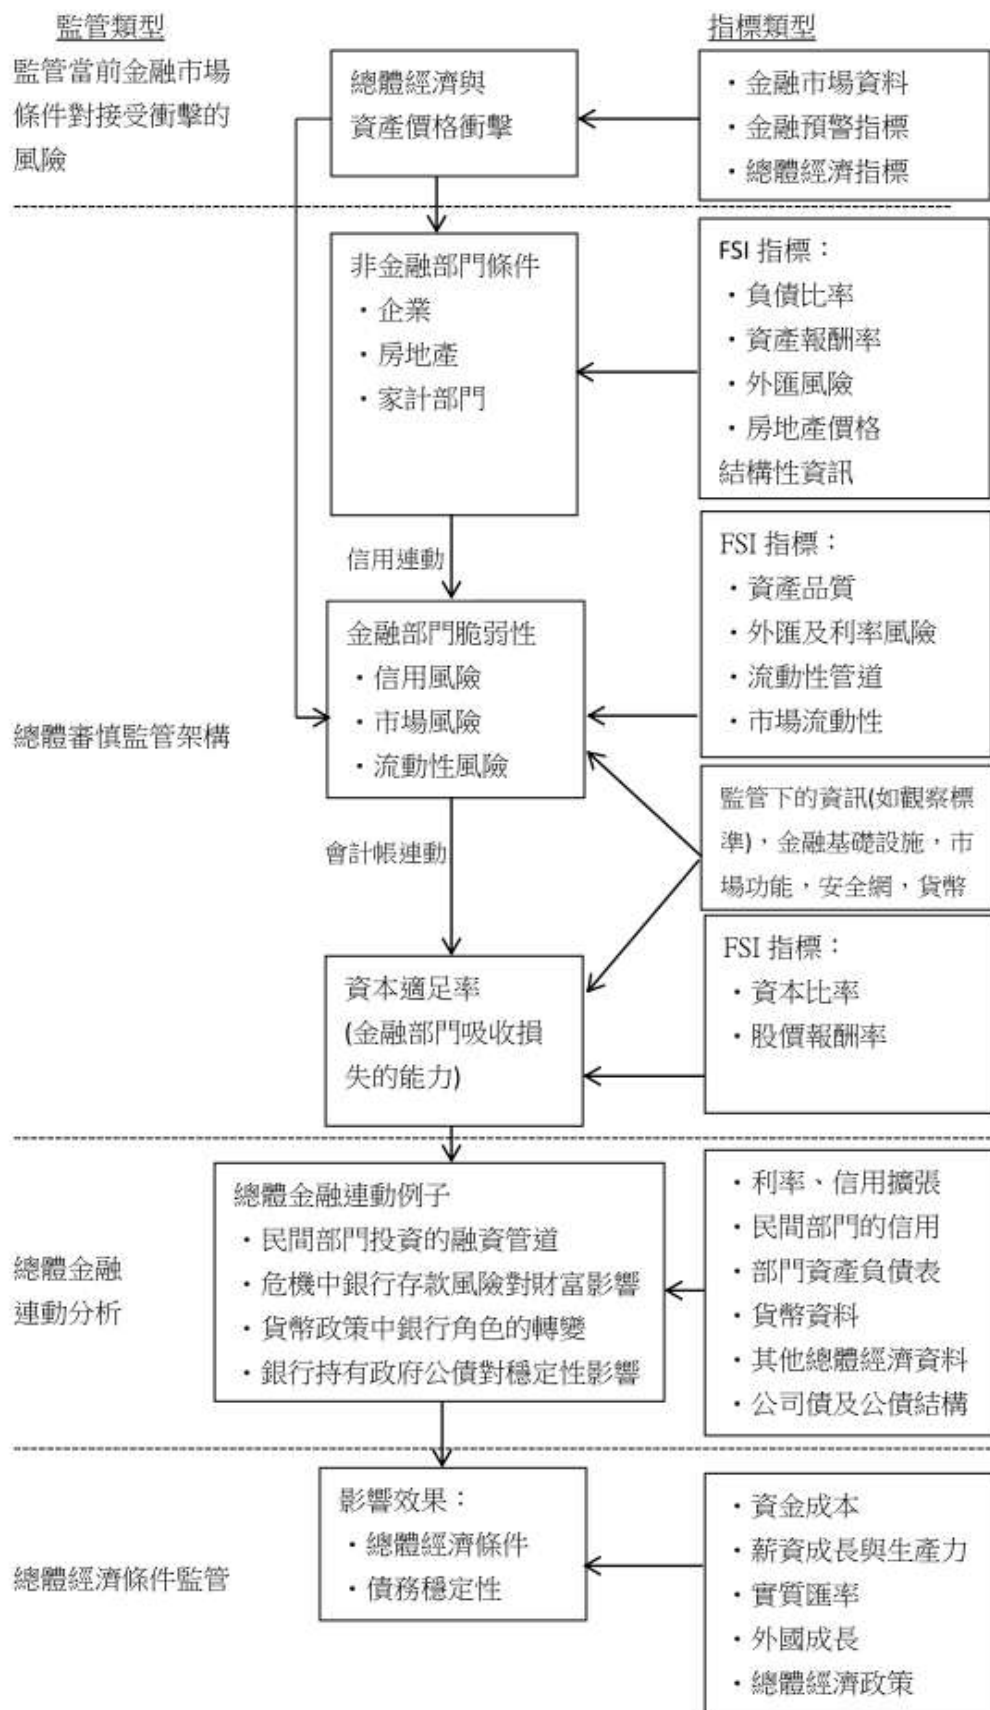 監管類型
指標類型
監管當前金融市場
條件對接受衝擊的
風險
總體經濟與
資產價格衝擊
・金融市場資料
・金融預警指標
・總體經濟指標
非金融部門條件
・企業
・房地產
・家計部門
FSI 指標：
・負債比率
・資產報酬率
・外匯風險
・房地產價格
結構性資訊
信用連動
總體審慎監管架構
金融部門脆弱性
・信用風險
・市場風險
・流動性風險
FSI 指標：
・資產品質
・外匯及利率風險
・流動性管道
・市場流動性
監管下的資訊(如觀察標
準)，金融基礎設施，市
場功能，安全網，貨幣
會計帳連動
資本適足率
(金融部門吸收損
失的能力)
FSI 指標：
・資本比率
・股價報酬率
總體金融
連動分析
總體金融連動例子
・民間部門投資的融資管道
・危機中銀行存款風險對財富影響
・貨幣政策中銀行角色的轉變
・銀行持有政府公債對穩定性影響
・利率、信用擴張
・民間部門的信用
・部門資產負債表
・貨幣資料
・其他總體經濟資料
・公司債及公債結構
總體經濟條件監管
影響效果：
・總體經濟條件
・債務穩定性
・資金成本
・薪資成長與生產力
・實質匯率
・外國成長
・總體經濟政策